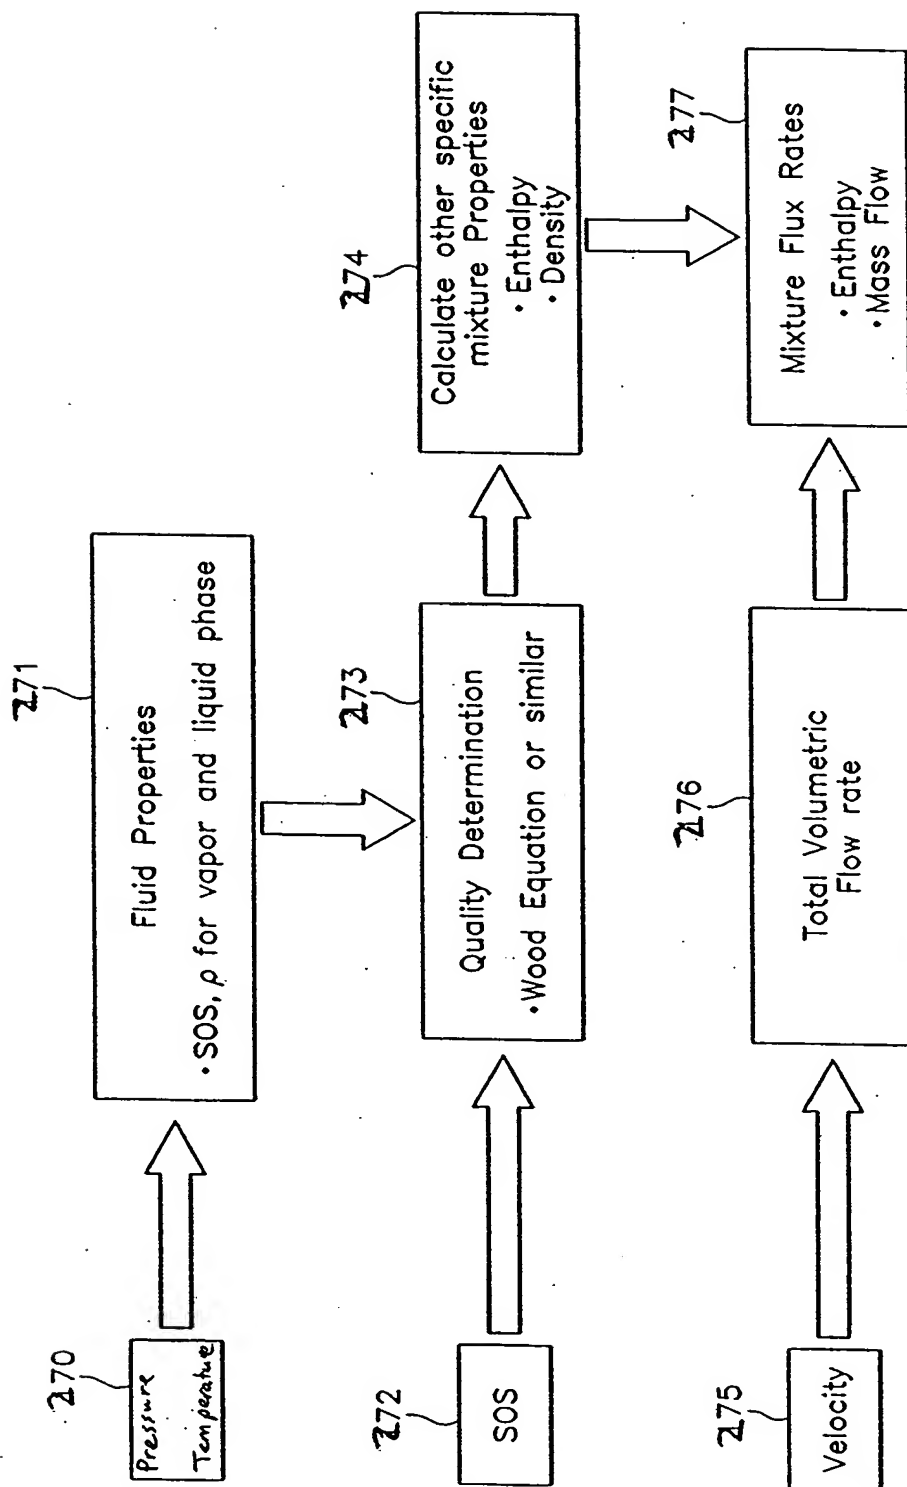 270
Pressure
Temperature
271
Fluid Properties
• SOS, ρ for vapor and liquid phase
272
SOS
273
Quality Determination
• Wood Equation or similar
274
Calculate other specific
mixture Properties
• Enthalpy
• Density
275
Velocity
276
Total Volumetric
Flow rate
277
Mixture Flux Rates
• Enthalpy
• Mass Flow